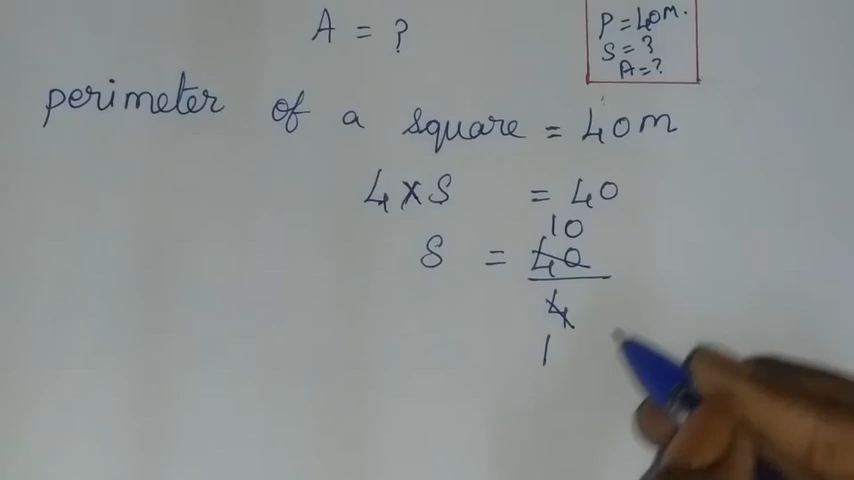 A = ?
P = 40m.
S = ?
A = ?
perimeter of a square = 40m
4 × S = 40
10
S = 40
4
1